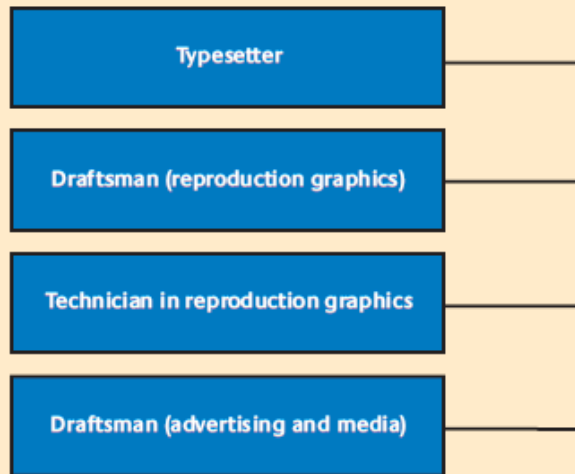 Typesetter
Draftsman (reproduction graphics)
Technician in reproduction graphics
Draftsman (advertising and media)